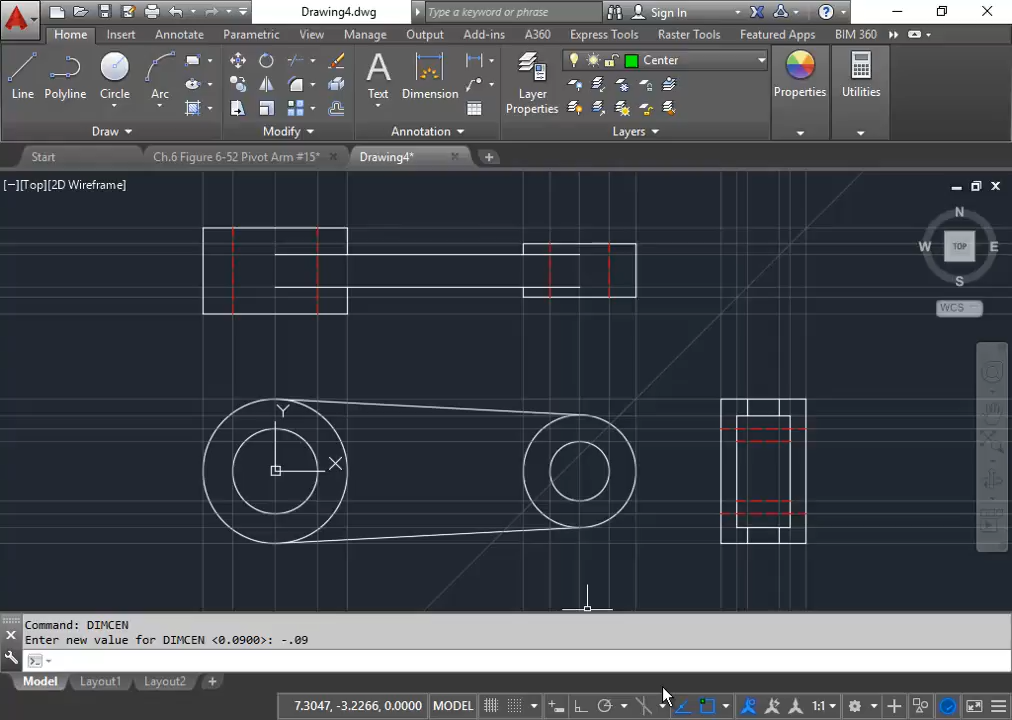 Drawing4.dwg
Type a keyword or phrase
Sign In
Home Insert Annotate Parametric View Manage Output Add-ins A360 Express Tools Raster Tools Featured Apps BIM 360
Center
Line Polyline Circle Arc Text Dimension Layer Properties Properties Utilities
Draw Modify Annotation Layers
Start Ch.6 Figure 6-52 Pivot Arm #15* Drawing4*
[−][Top][2D Wireframe]
N
W TOP E
S
WCS
Y
X
Command: DIMCEN
Enter new value for DIMCEN <0.0900>: -.09
Model Layout1 Layout2
7.3047, -3.2266, 0.0000 MODEL 1:1